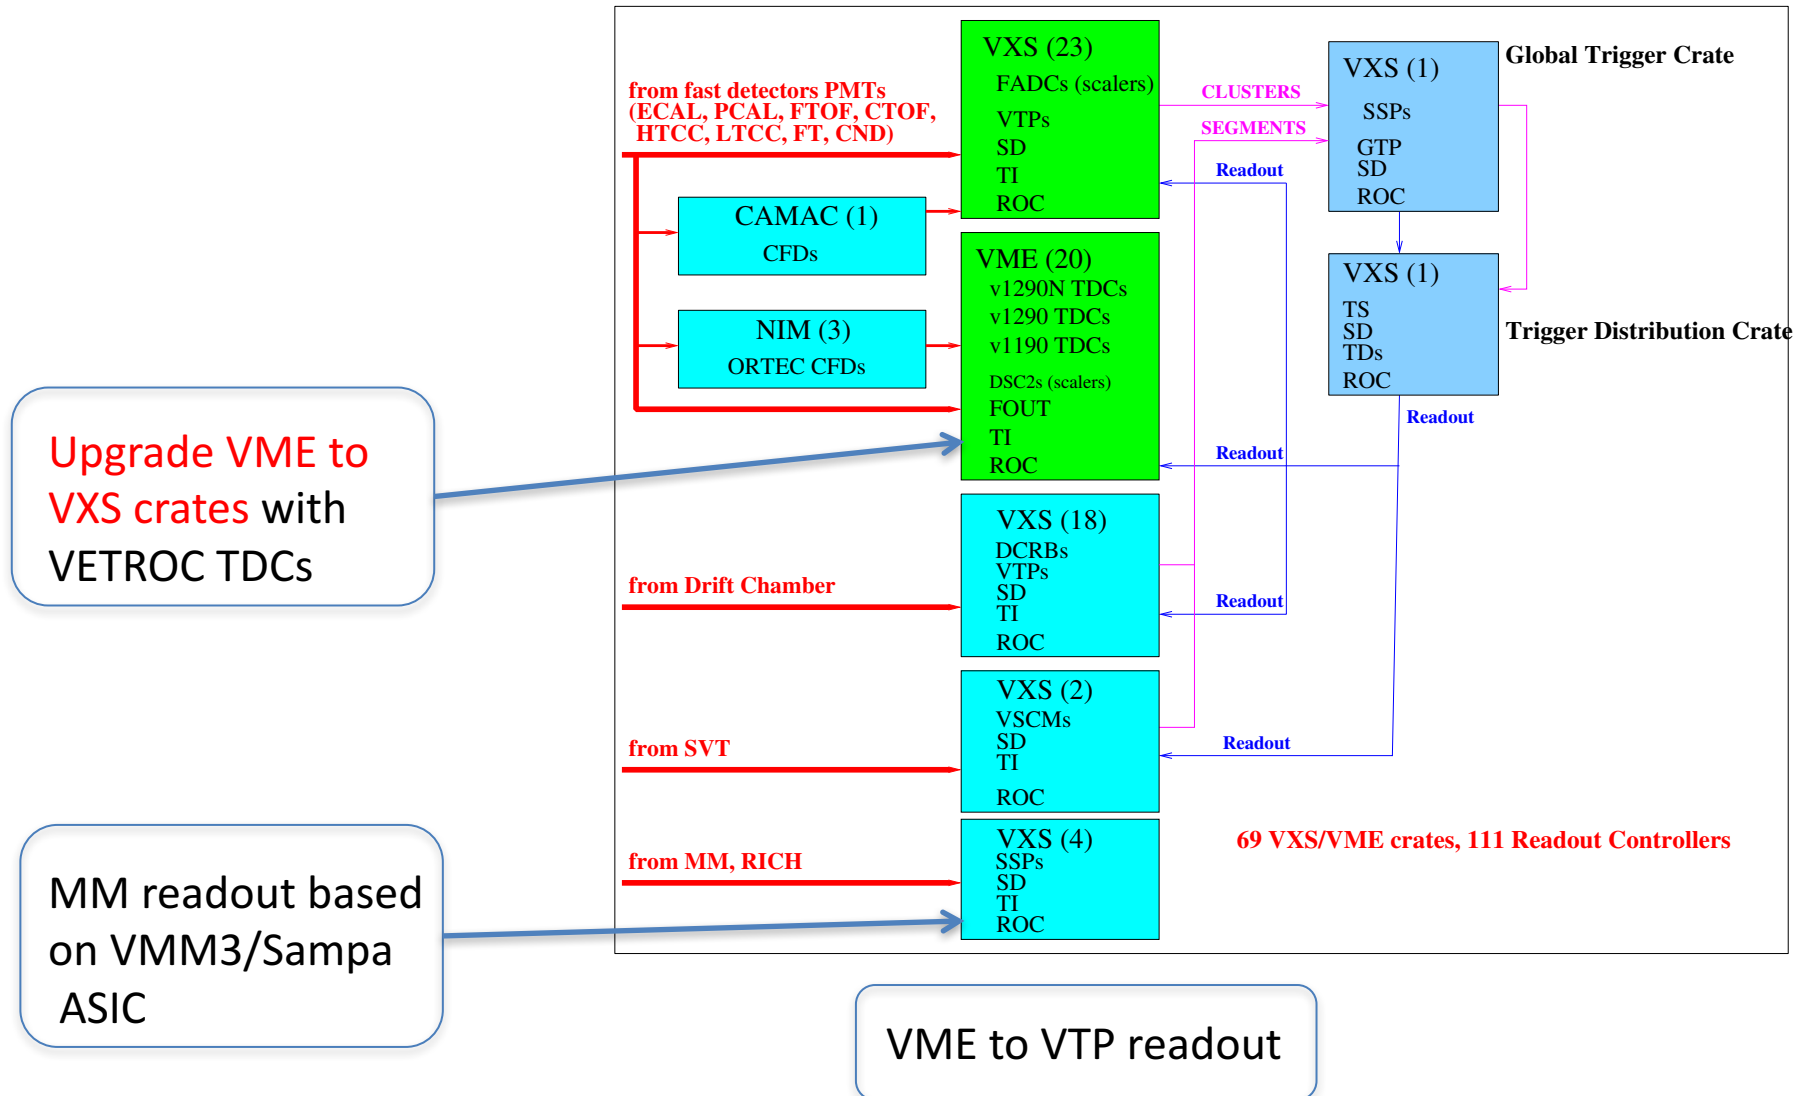 from fast detectors PMTs
(ECAL, PCAL, FTOF, CTOF,
HTCC, LTCC, FT, CND)
CAMAC (1)
CFDs
NIM (3)
ORTEC CFDs
VXS (23)
FADCs (scalers)
VTPs
SD
TI
ROC
VME (20)
v1290N TDCs
v1290 TDCs
v1190 TDCs
DSC2s (scalers)
FOUT
TI
ROC
from Drift Chamber
VXS (18)
DCRBs
VTPs
SD
TI
ROC
from SVT
VXS (2)
VSCMs
SD
TI
ROC
from MM, RICH
VXS (4)
SSPs
SD
TI
ROC
CLUSTERS
SEGMENTS
Readout
Readout
Readout
Readout
Readout
VXS (1)
SSPs
GTP
SD
ROC
Global Trigger Crate
VXS (1)
TS
SD
TDs
ROC
Trigger Distribution Crate
69 VXS/VME crates, 111 Readout Controllers
Upgrade VME to
VXS crates with
VETROC TDCs
MM readout based
on VMM3/Sampa
ASIC
VME to VTP readout